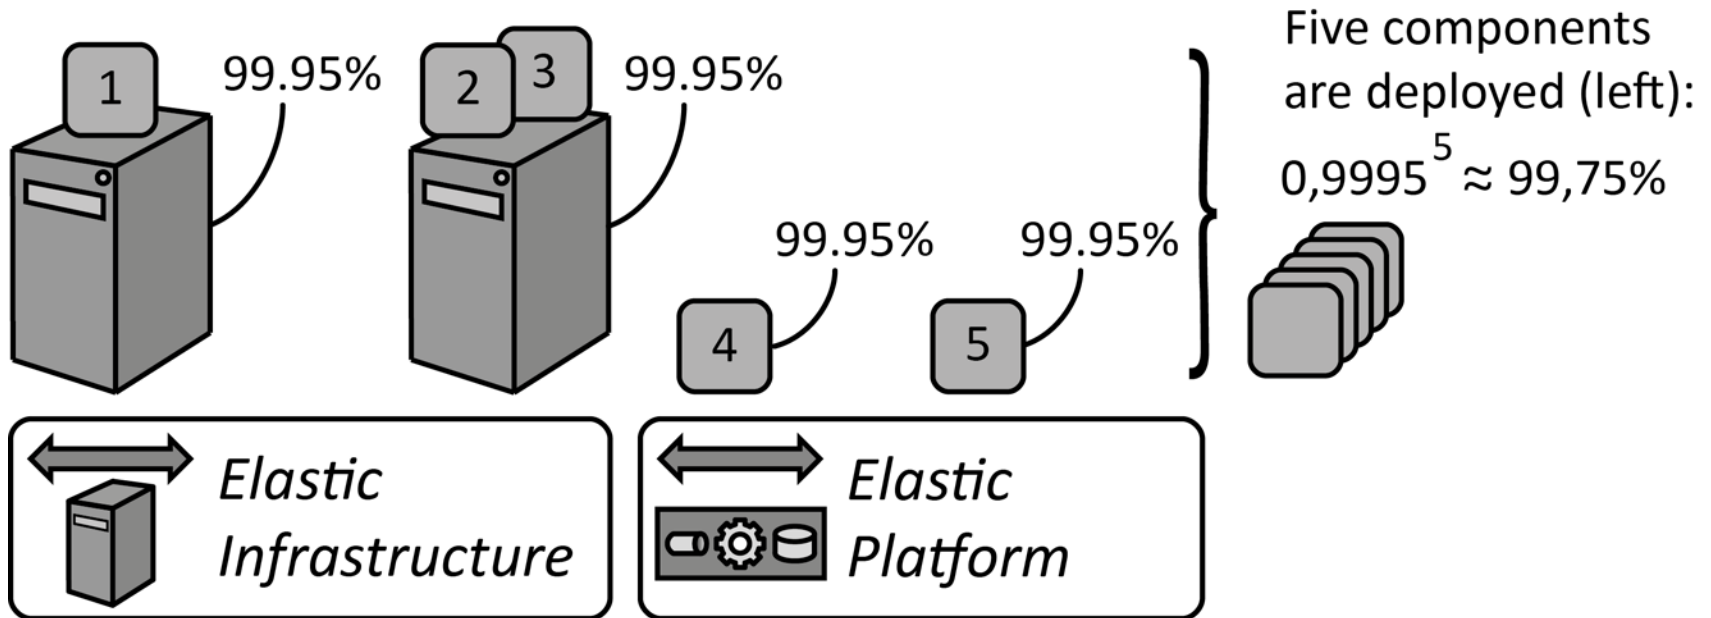 1
99.95%
2
3
99.95%
4
99.95%
5
99.95%
Five components
are deployed (left):
0,9995⁵ ≈ 99,75%
Elastic
Infrastructure
Elastic
Platform